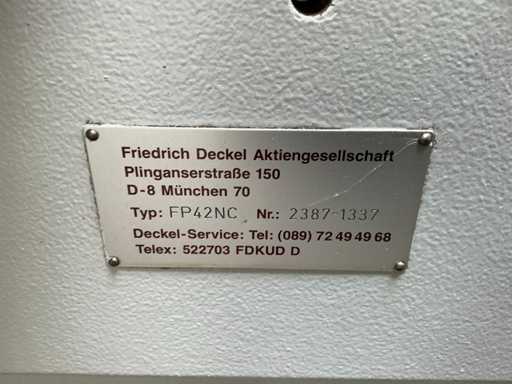 Friedrich Deckel Aktiengesellschaft
Plinganserstraße 150
D-8 München 70
Typ: FP42NC Nr.: 2387-1337
Deckel-Service: Tel: (089) 72 49 49 68
Telex: 522703 FDKUD D